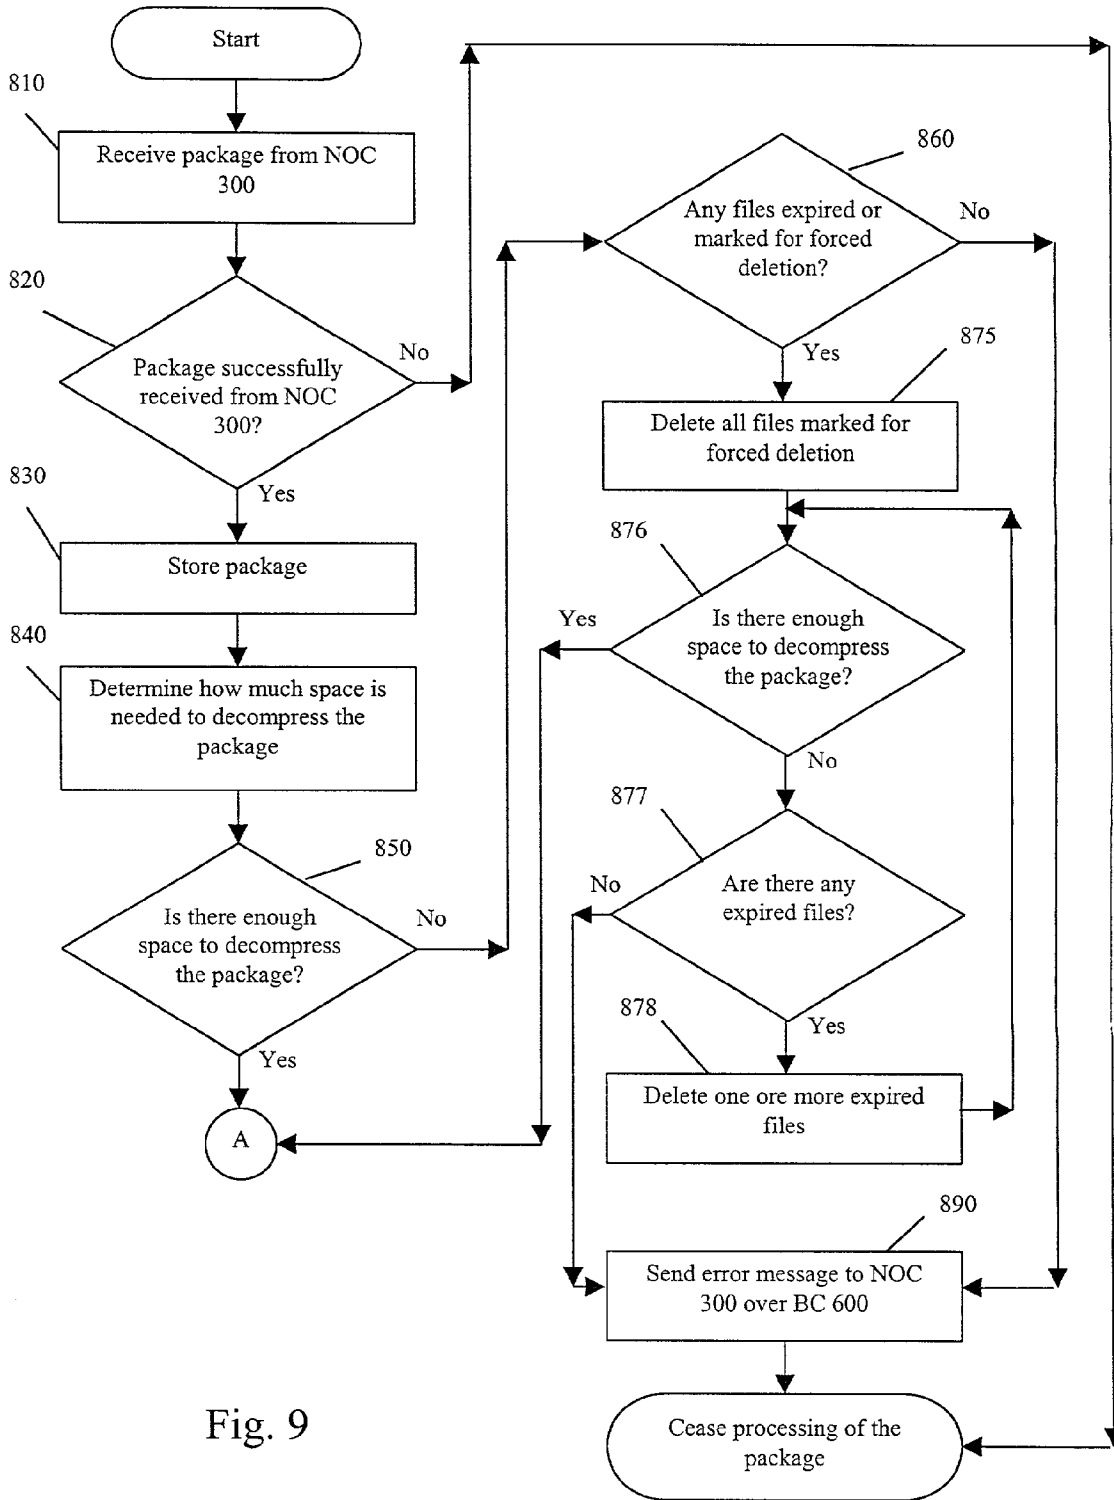 Start
810
Receive package from NOC
300
820
Package successfully
received from NOC
300?
No
Yes
830
Store package
840
Determine how much space is
needed to decompress the
package
850
Is there enough
space to decompress
the package?
No
Yes
A
860
Any files expired or
marked for forced
deletion?
No
Yes
875
Delete all files marked for
forced deletion
876
Is there enough
space to decompress
the package?
Yes
No
877
Are there any
expired files?
No
Yes
878
Delete one ore more expired
files
890
Send error message to NOC
300 over BC 600
Cease processing of the
package
Fig. 9